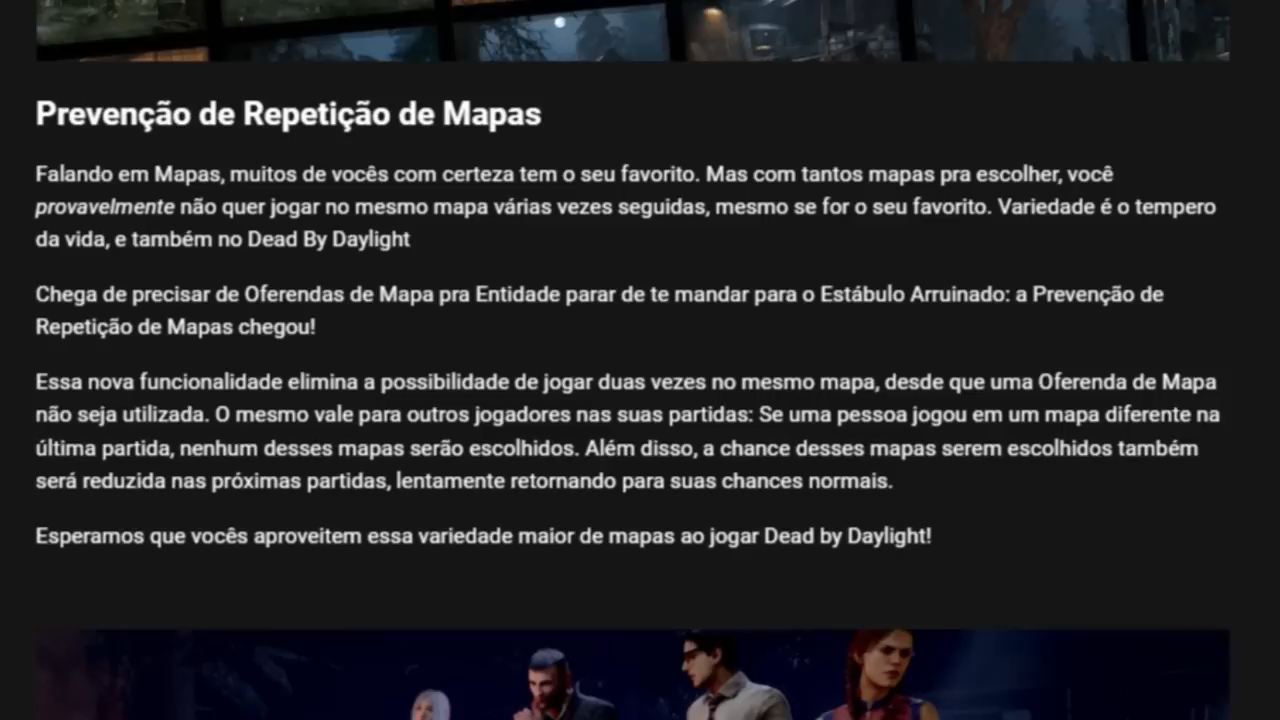 Prevenção de Repetição de Mapas
Falando em Mapas, muitos de vocês com certeza tem o seu favorito. Mas com tantos mapas pra escolher, você
provavelmente não quer jogar no mesmo mapa várias vezes seguidas, mesmo se for o seu favorito. Variedade é o tempero
da vida, e também no Dead By Daylight
Chega de precisar de Oferendas de Mapa pra Entidade parar de te mandar para o Estábulo Arruinado: a Prevenção de
Repetição de Mapas chegou!
Essa nova funcionalidade elimina a possibilidade de jogar duas vezes no mesmo mapa, desde que uma Oferenda de Mapa
não seja utilizada. O mesmo vale para outros jogadores nas suas partidas: Se uma pessoa jogou em um mapa diferente na
última partida, nenhum desses mapas serão escolhidos. Além disso, a chance desses mapas serem escolhidos também
será reduzida nas próximas partidas, lentamente retornando para suas chances normais.
Esperamos que vocês aproveitem essa variedade maior de mapas ao jogar Dead by Daylight!